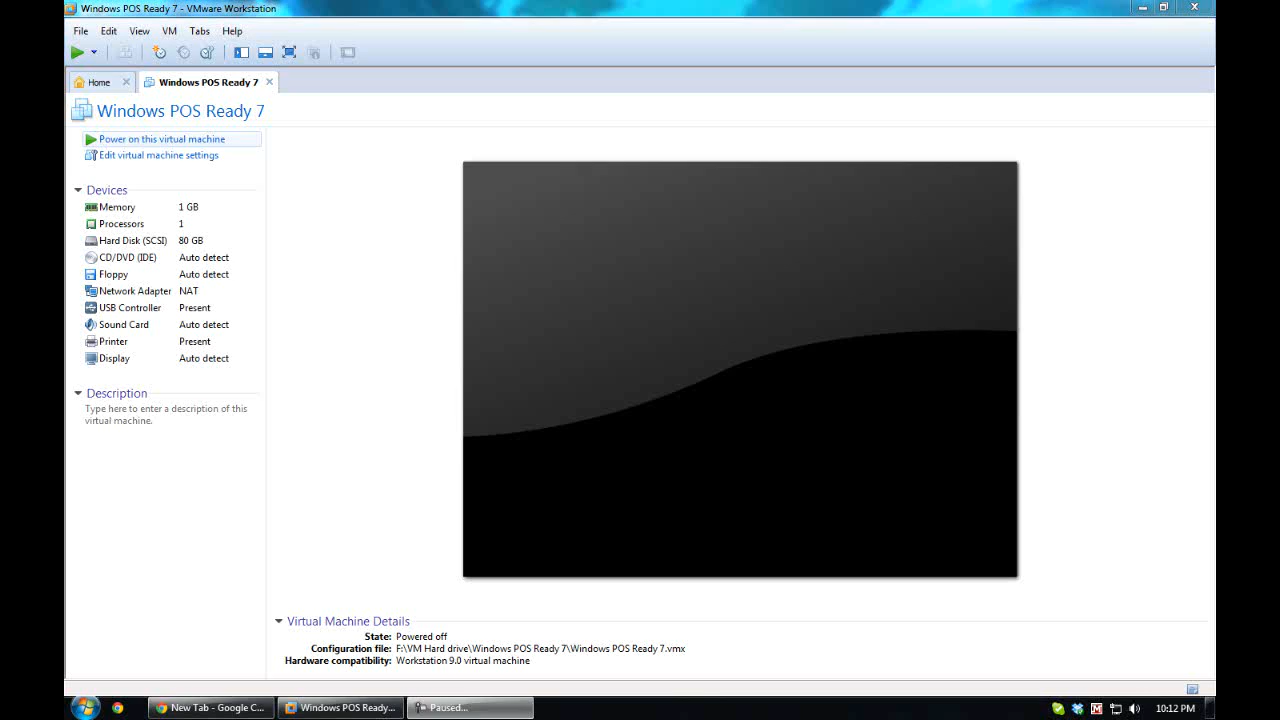 Windows POS Ready 7 - VMware Workstation
File Edit View VM Tabs Help
Home Windows POS Ready 7
Windows POS Ready 7
Power on this virtual machine
Edit virtual machine settings
Devices
Memory 1 GB
Processors 1
Hard Disk (SCSI) 80 GB
CD/DVD (IDE) Auto detect
Floppy Auto detect
Network Adapter NAT
USB Controller Present
Sound Card Auto detect
Printer Present
Display Auto detect
Description
Type here to enter a description of this
virtual machine.
Virtual Machine Details
State: Powered off
Configuration file: F:\VM Hard drive\Windows POS Ready 7\Windows POS Ready 7.vmx
Hardware compatibility: Workstation 9.0 virtual machine
New Tab - Google C... Windows POS Ready... Paused... 10:12 PM